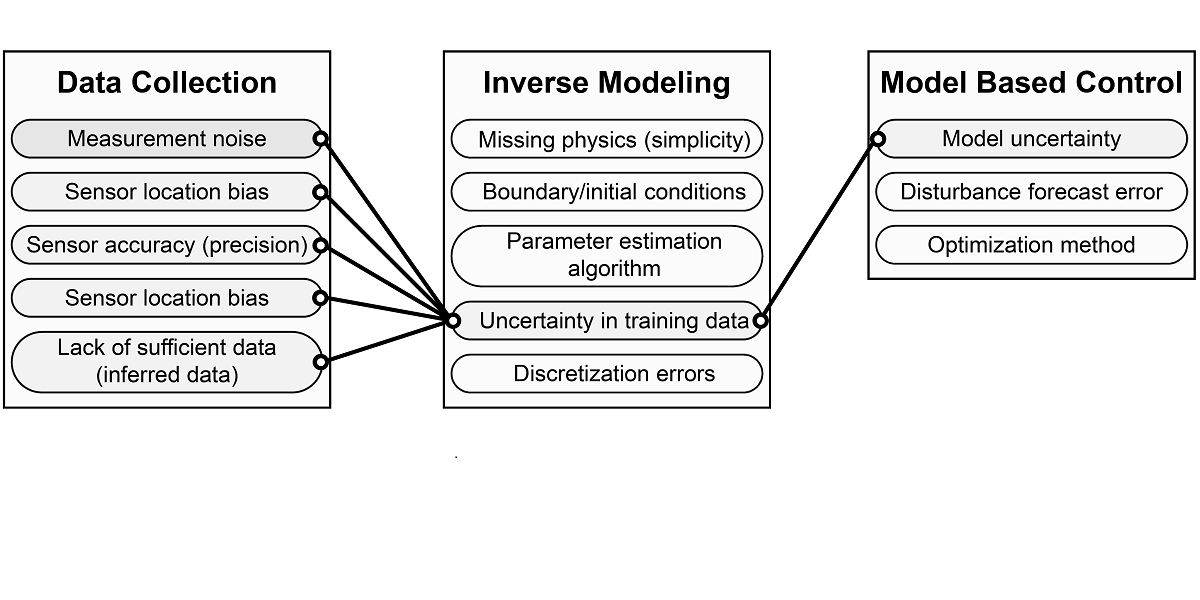 Data Collection
Measurement noise
Sensor location bias
Sensor accuracy (precision)
Sensor location bias
Lack of sufficient data
(inferred data)
Inverse Modeling
Missing physics (simplicity)
Boundary/initial conditions
Parameter estimation
algorithm
Uncertainty in training data
Discretization errors
Model Based Control
Model uncertainty
Disturbance forecast error
Optimization method